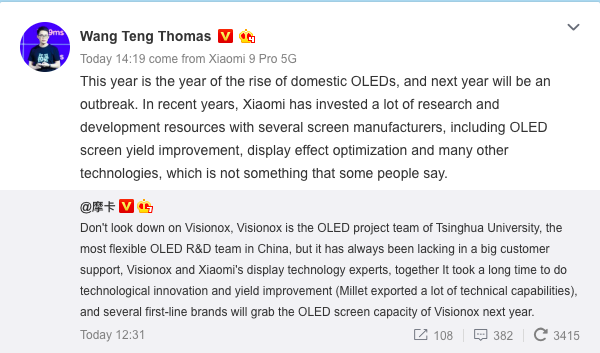 Wang Teng Thomas
Today 14:19 come from Xiaomi 9 Pro 5G
This year is the year of the rise of domestic OLEDs, and next year will be an
outbreak. In recent years, Xiaomi has invested a lot of research and
development resources with several screen manufacturers, including OLED
screen yield improvement, display effect optimization and many other
technologies, which is not something that some people say.
@摩卡
Don't look down on Visionox, Visionox is the OLED project team of Tsinghua University, the
most flexible OLED R&D team in China, but it has always been lacking in a big customer
support, Visionox and Xiaomi's display technology experts, together It took a long time to do
technological innovation and yield improvement (Millet exported a lot of technical capabilities),
and several first-line brands will grab the OLED screen capacity of Visionox next year.
Today 12:31 108 382 3415